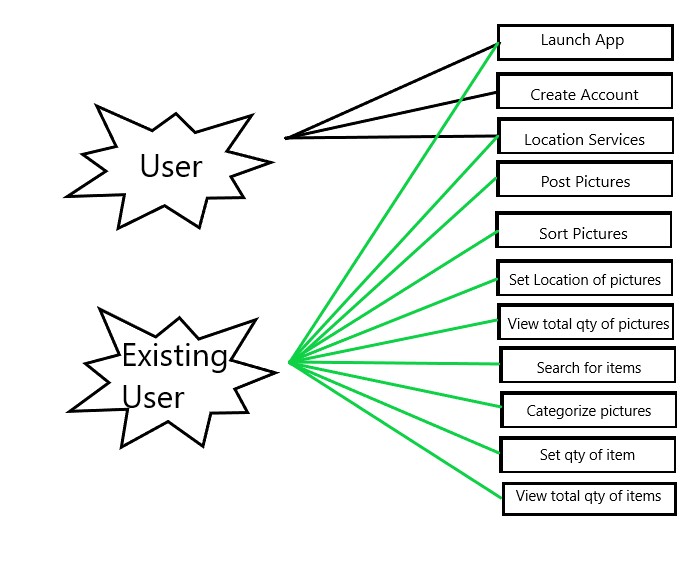 Launch App
Create Account
User
Location Services
Post Pictures
Sort Pictures
Set Location of pictures
View total qty of pictures
Existing
User
Search for items
Categorize pictures
Set qty of item
View total qty of items